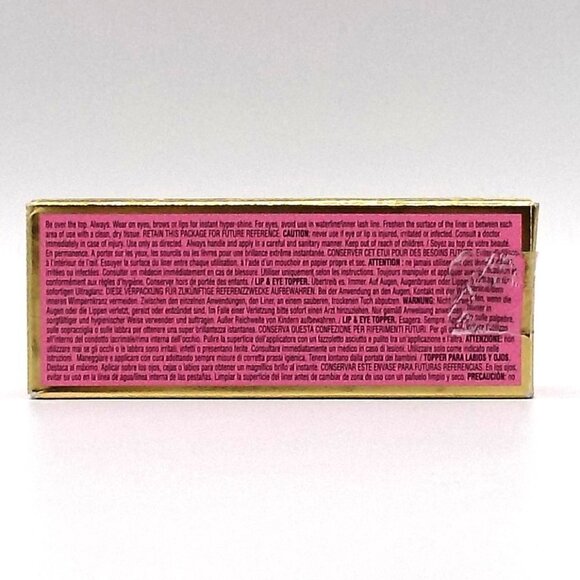 Be over the top. Always. Wear on eyes, brows or lips for instant hyper-shine. For eyes, avoid use in waterline/inner lash line. Freshen the surface of the liner in between each
area of use with a clean, dry tissue. RETAIN THIS PACKAGE FOR FUTURE REFERENCE. CAUTION: never use if eye or lip is injured, irritated or infected. Consult a doctor
immediately in case of injury. Use only as directed. Always handle and apply in a careful and sanitary manner. Keep out of reach of children. / Soyez au top de votre beauté.
En permanence. À porter sur les yeux, les sourcils ou les lèvres pour une brillance extrême instantanée. CONSERVER CET ÉTUI POUR DES BESOINS
à l'intérieur de l'œil. Essuyer la surface du liner entre chaque utilisation, à l'aide d'un mouchoir en papier propre et sec. ATTENTION : ne jamais utiliser
infectés. Consulter un médecin immédiatement en cas de blessure. Utiliser uniquement selon les instructions. Toujours manipuler et appliquer
conformément aux règles d'hygiène. Conserver hors de portée des enfants. / LIP & EYE TOPPER: Übertreib es. Immer. Auf Augen, Augenbrauen oder
sofortigen Ultraglanz. DIESE VERPACKUNG FÜR ZUKÜNFTIGE REFERENZZWECKE AUFBEWAHREN. Bei der Anwendung an den Augen, Kontakt mit der
inneren Wimpernkranz vermeiden. Zwischen den einzelnen Anwendungen den Liner, an einem sauberen, trockenen Tuch abputzen. WARNUNG: Nicht wenn die
Augen oder die Lippen verletzt, gereizt oder entzündet sind. Im Falle einer Verletzung bitte sofort einen Arzt hinzuziehen. Nur gemäß Anwendung
sorgfältiger und hygienischer Weise verwenden und auftragen. Außer Reichweite von Kindern aufbewahren. / LIP & EYE TOPPER: Esagera. Sempre. palpebre,
sulle sopracciglia o sulle labbra per ottenere una super brillantezza instantanea. CONSERVA QUESTA CONFEZIONE PER RIFERIMENTI FUTURI. Per gli
all'interno del condotto lacrimale/rima interna dell'occhio. Pulire la superficie dell'applicatore con un fazzoletto asciutto e pulito tra un'applicazione e l'altra. ATTENZIONE: non
utilizzare mai se gli occhi e le labbra sono irritati, infetti o presentano ferite. Consultare immediatamente un medico in caso di lesioni. Utilizzare solo come indicato nelle
istruzioni. Maneggiare e applicare con cura adottando sempre misure di corretta prassi igienica. Tenere lontano dalla portata dei bambini / TOPPER PARA LABIOS Y OJOS.
Destaca al máximo. Aplicar sobre los ojos, cejas o labios para obtener un magnífico brillo al instante. CONSERVAR ESTE ENVASE PARA FUTURAS REFERENCIAS. En los ojos,
evitar su uso en la línea de agua/línea interna de las pestañas. Limpiar la superficie del liner antes de cambiar de zona de uso con un pañuelo limpio y seco. PRECAUCIÓN: no